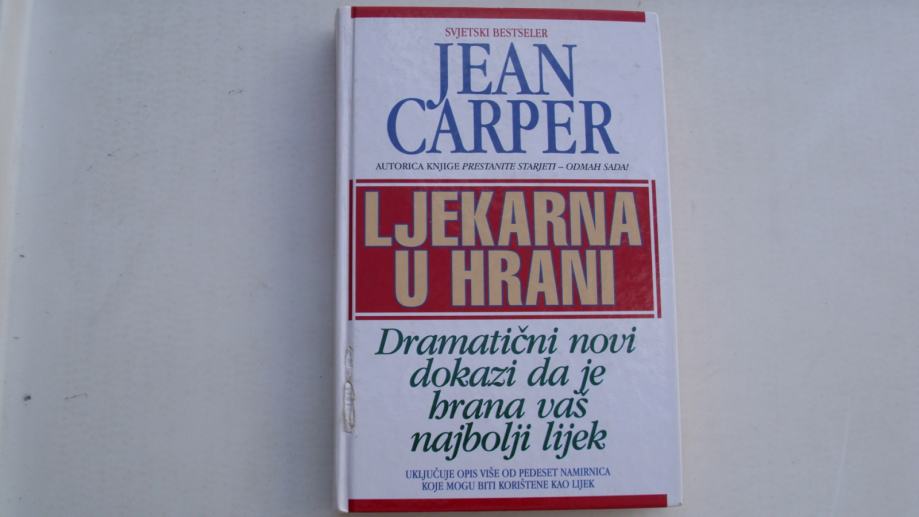 SVJETSKI BESTSELER
JEAN
CARPER
AUTORICA KNJIGE PRESTANITE STARJETI – ODMAH SADA!
LJEKARNA
U HRANI
Dramatični novi
dokazi da je
hrana vaš
najbolji lijek
UKLJUČUJE OPIS VIŠE OD PEDESET NAMIRNICA
KOJE MOGU BITI KORIŠTENE KAO LIJEK